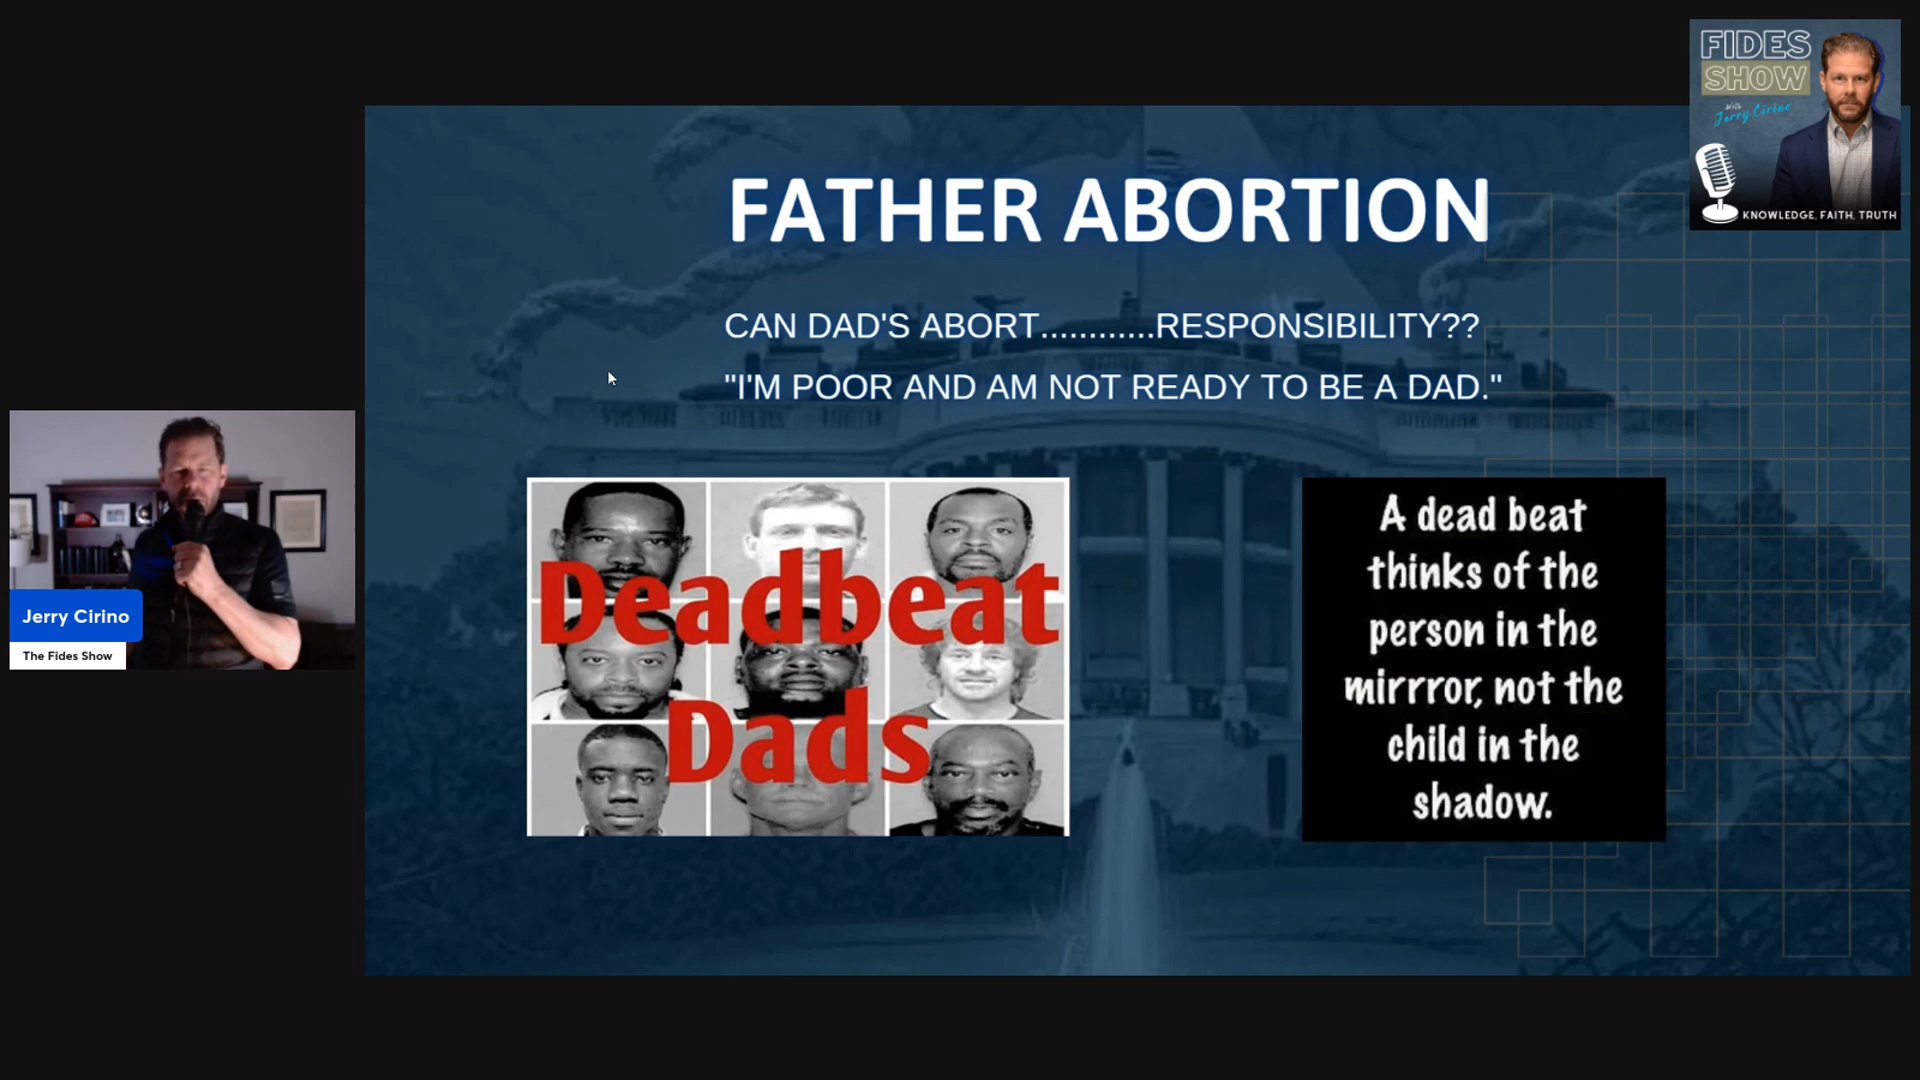 FIDES
SHOW
With
Jerry Cirino
KNOWLEDGE, FAITH, TRUTH
FATHER ABORTION
CAN DAD'S ABORT............RESPONSIBILITY??
"I'M POOR AND AM NOT READY TO BE A DAD."
Deadbeat
Dads
A dead beat
thinks of the
person in the
mirrror, not the
child in the
shadow.
Jerry Cirino
The Fides Show